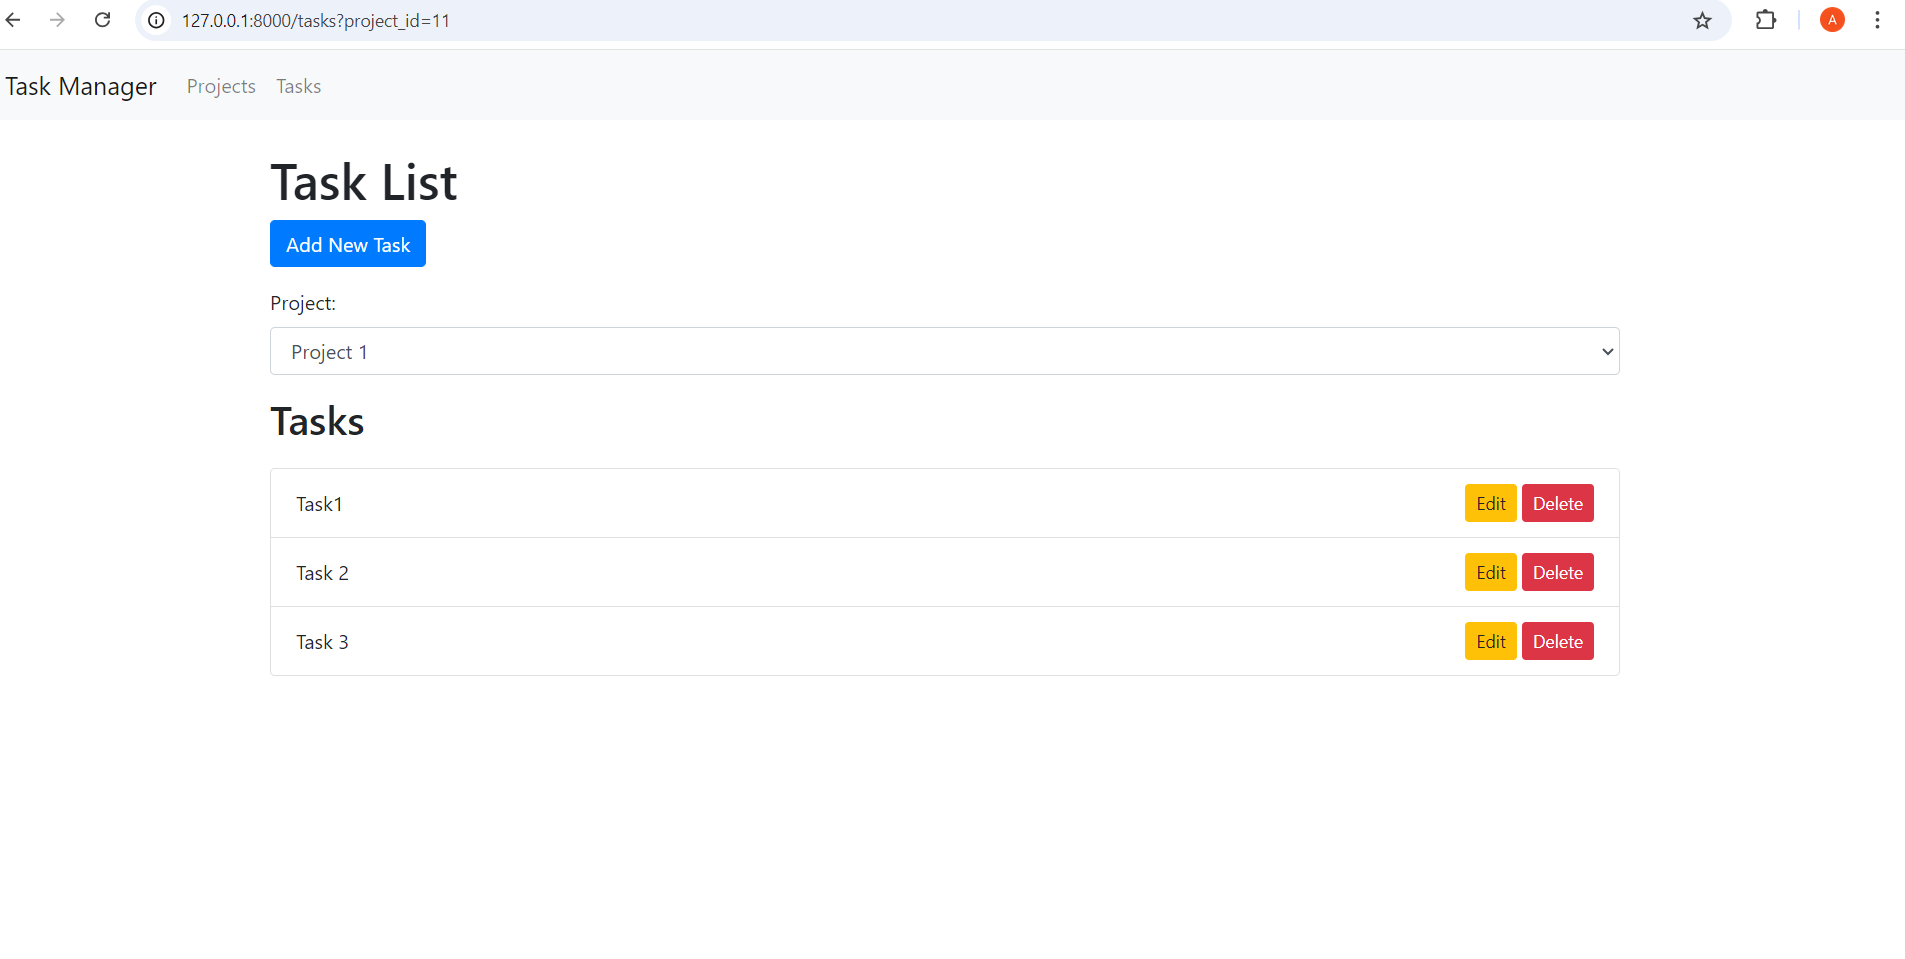 127.0.0.1:8000/tasks?project_id=11
A
Task Manager Projects Tasks
Task List
Add New Task
Project:
Project 1
Tasks
Task1 Edit Delete
Task 2 Edit Delete
Task 3 Edit Delete